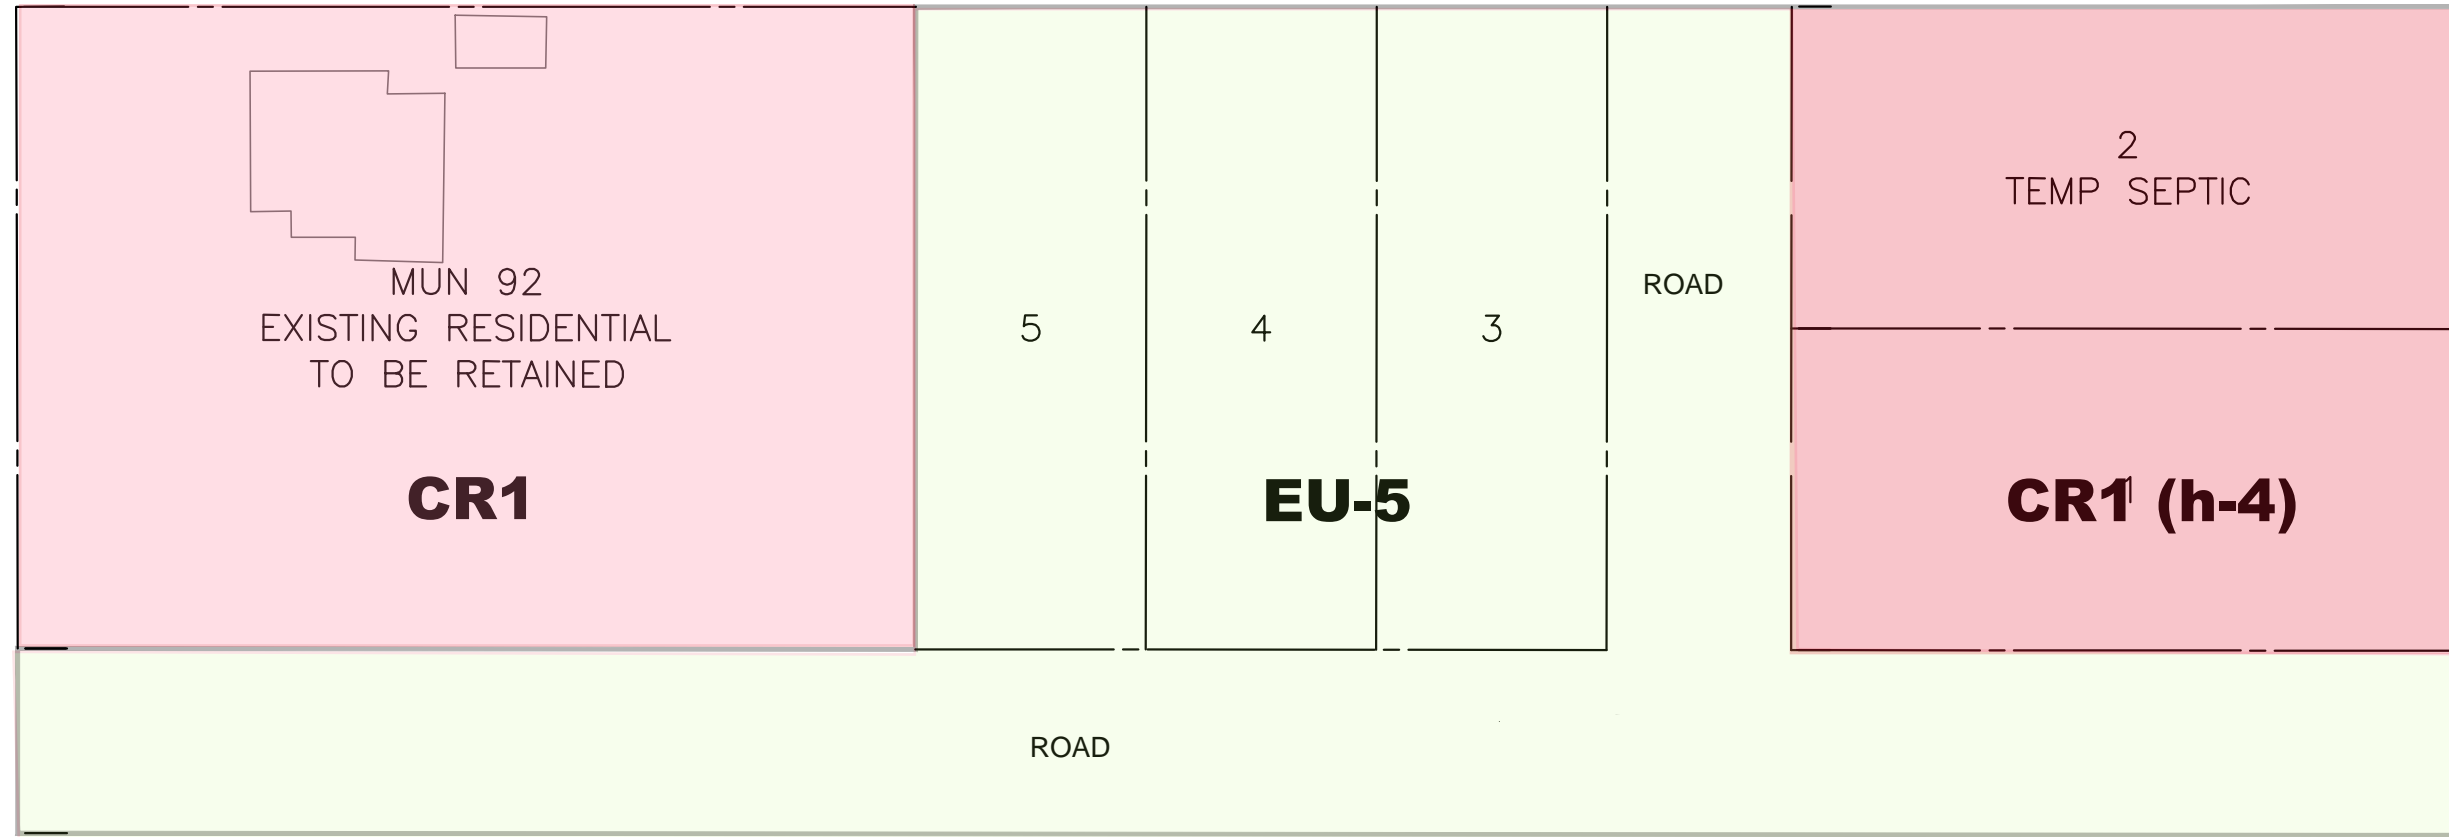 2
TEMP SEPTIC
MUN 92
EXISTING RESIDENTIAL
TO BE RETAINED
5
4
3
ROAD
CR1
EU-5
1
CR1 (h-4)
ROAD